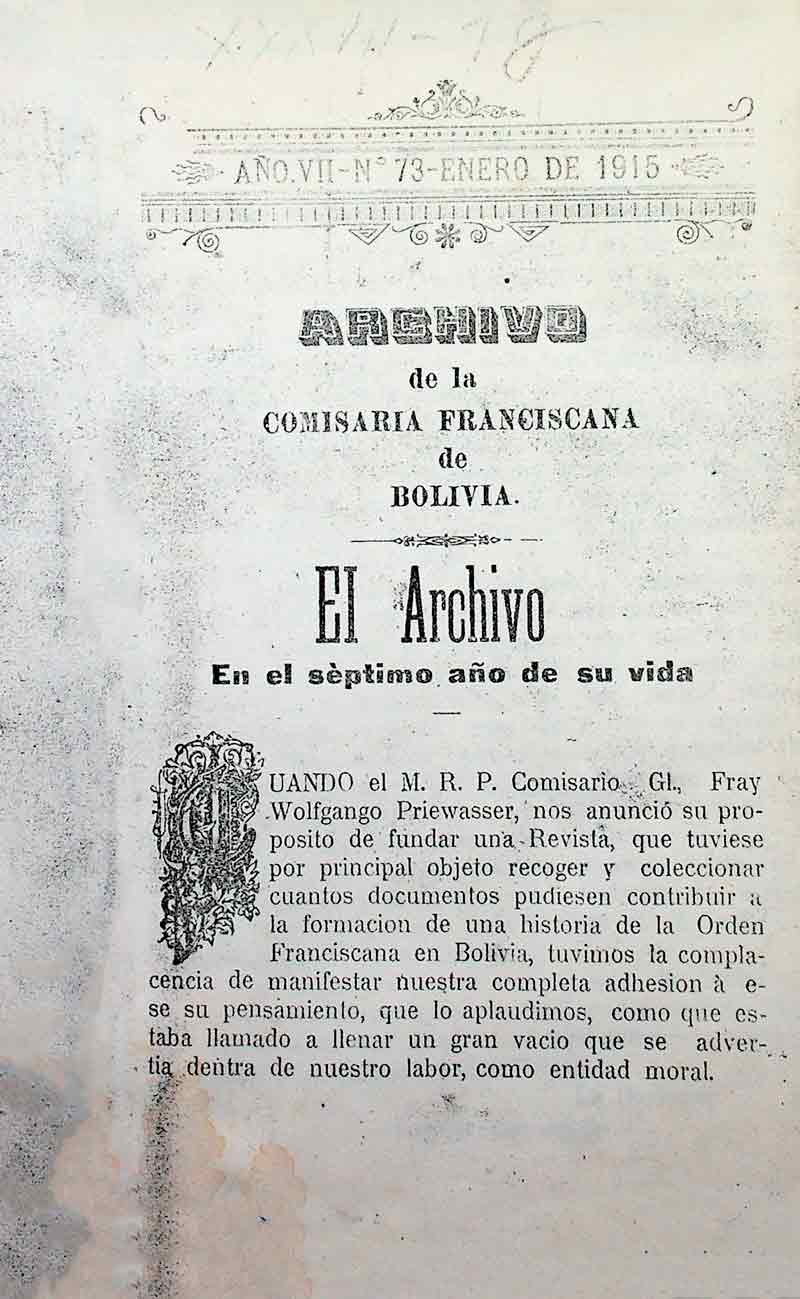 XXXVII-18
AÑO.VII-Nº 73-ENERO DE 1915
ARCHIVO
de la
COMISARIA FRANCISCANA
de
BOLIVIA.
El Archivo
En el sèptimo año de su vida
CUANDO el M. R. P. Comisario Gl., Fray
Wolfgango Priewasser, nos anunció su pro-
posito de fundar una Revista, que tuviese
por principal objeto recoger y coleccionar
cuantos documentos pudiesen contribuir a
la formacion de una historia de la Orden
Franciscana en Bolivia, tuvimos la compla-
cencia de manifestar nuestra completa adhesion à e-
se su pensamiento, que lo aplaudimos, como que es-
taba llamado a llenar un gran vacio que se adver-
tia dentra de nuestro labor, como entidad moral.